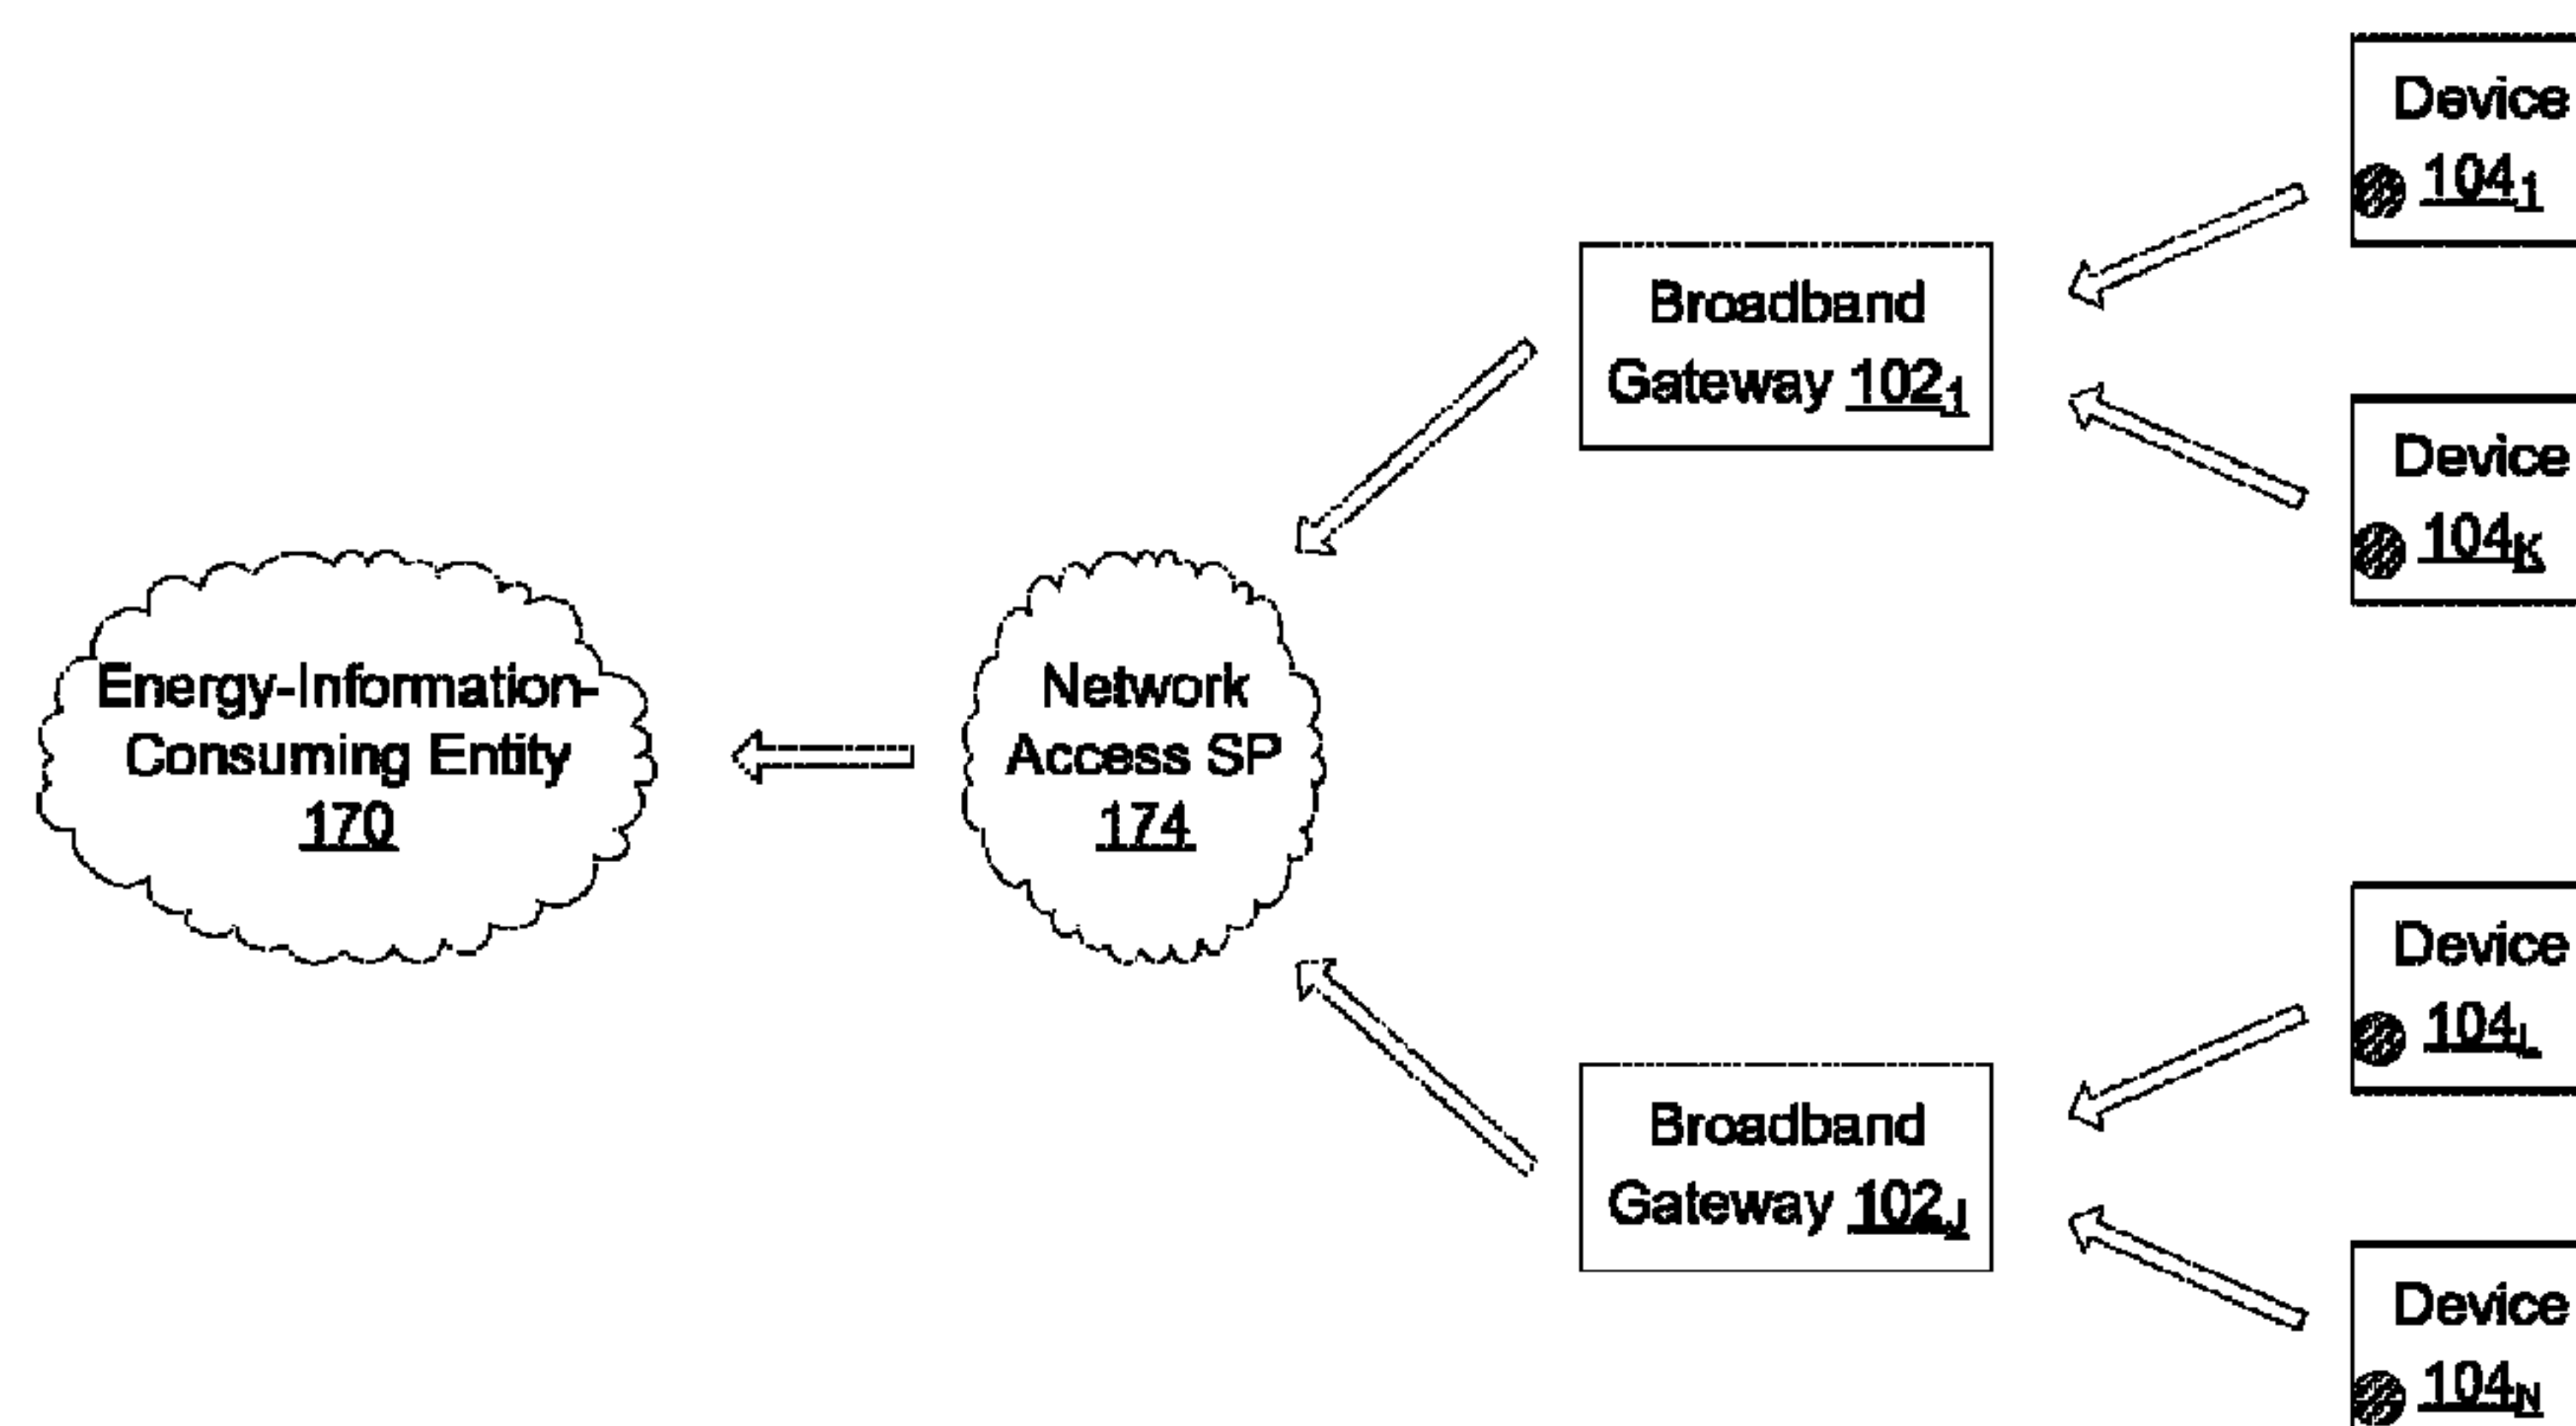 Device
104₁
Broadband
Gateway 102₁
Device
104K
Energy-Information-
Consuming Entity
170
Network
Access SP
174
Device
104L
Broadband
Gateway 102J
Device
104N